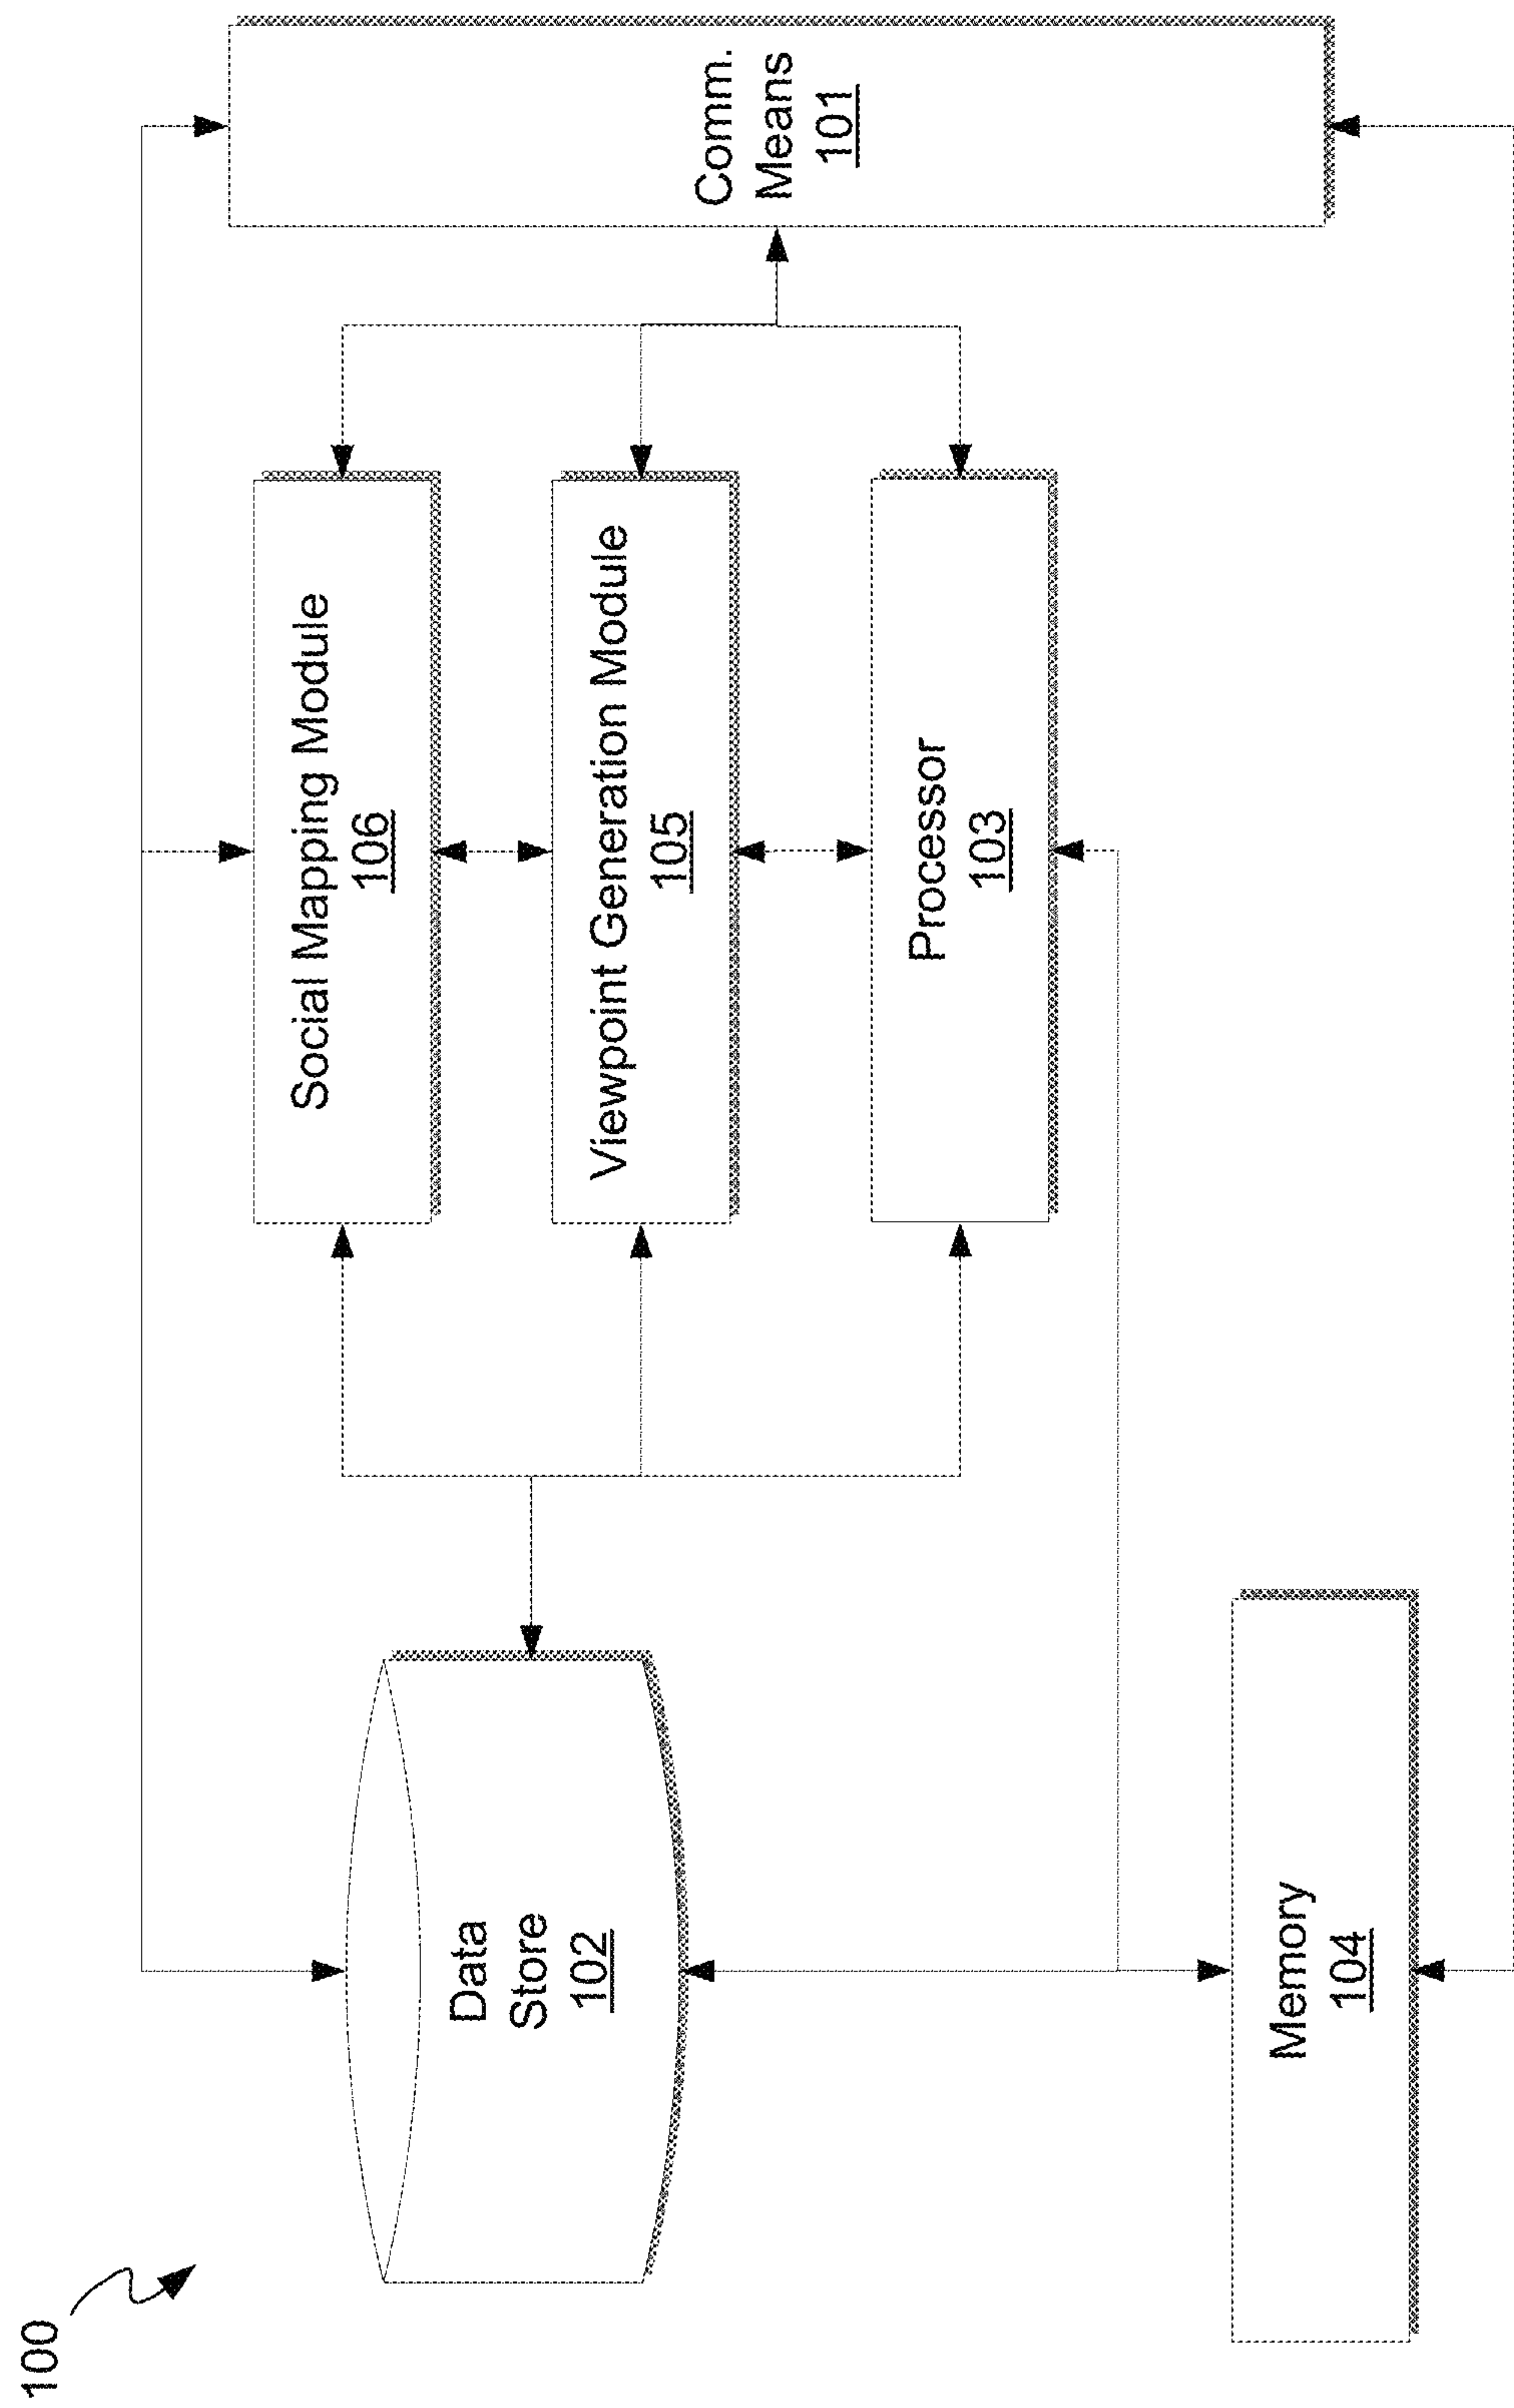 100
Social Mapping Module
106
Viewpoint Generation Module
105
Processor
103
Data
Store
102
Memory
104
Comm.
Means
101